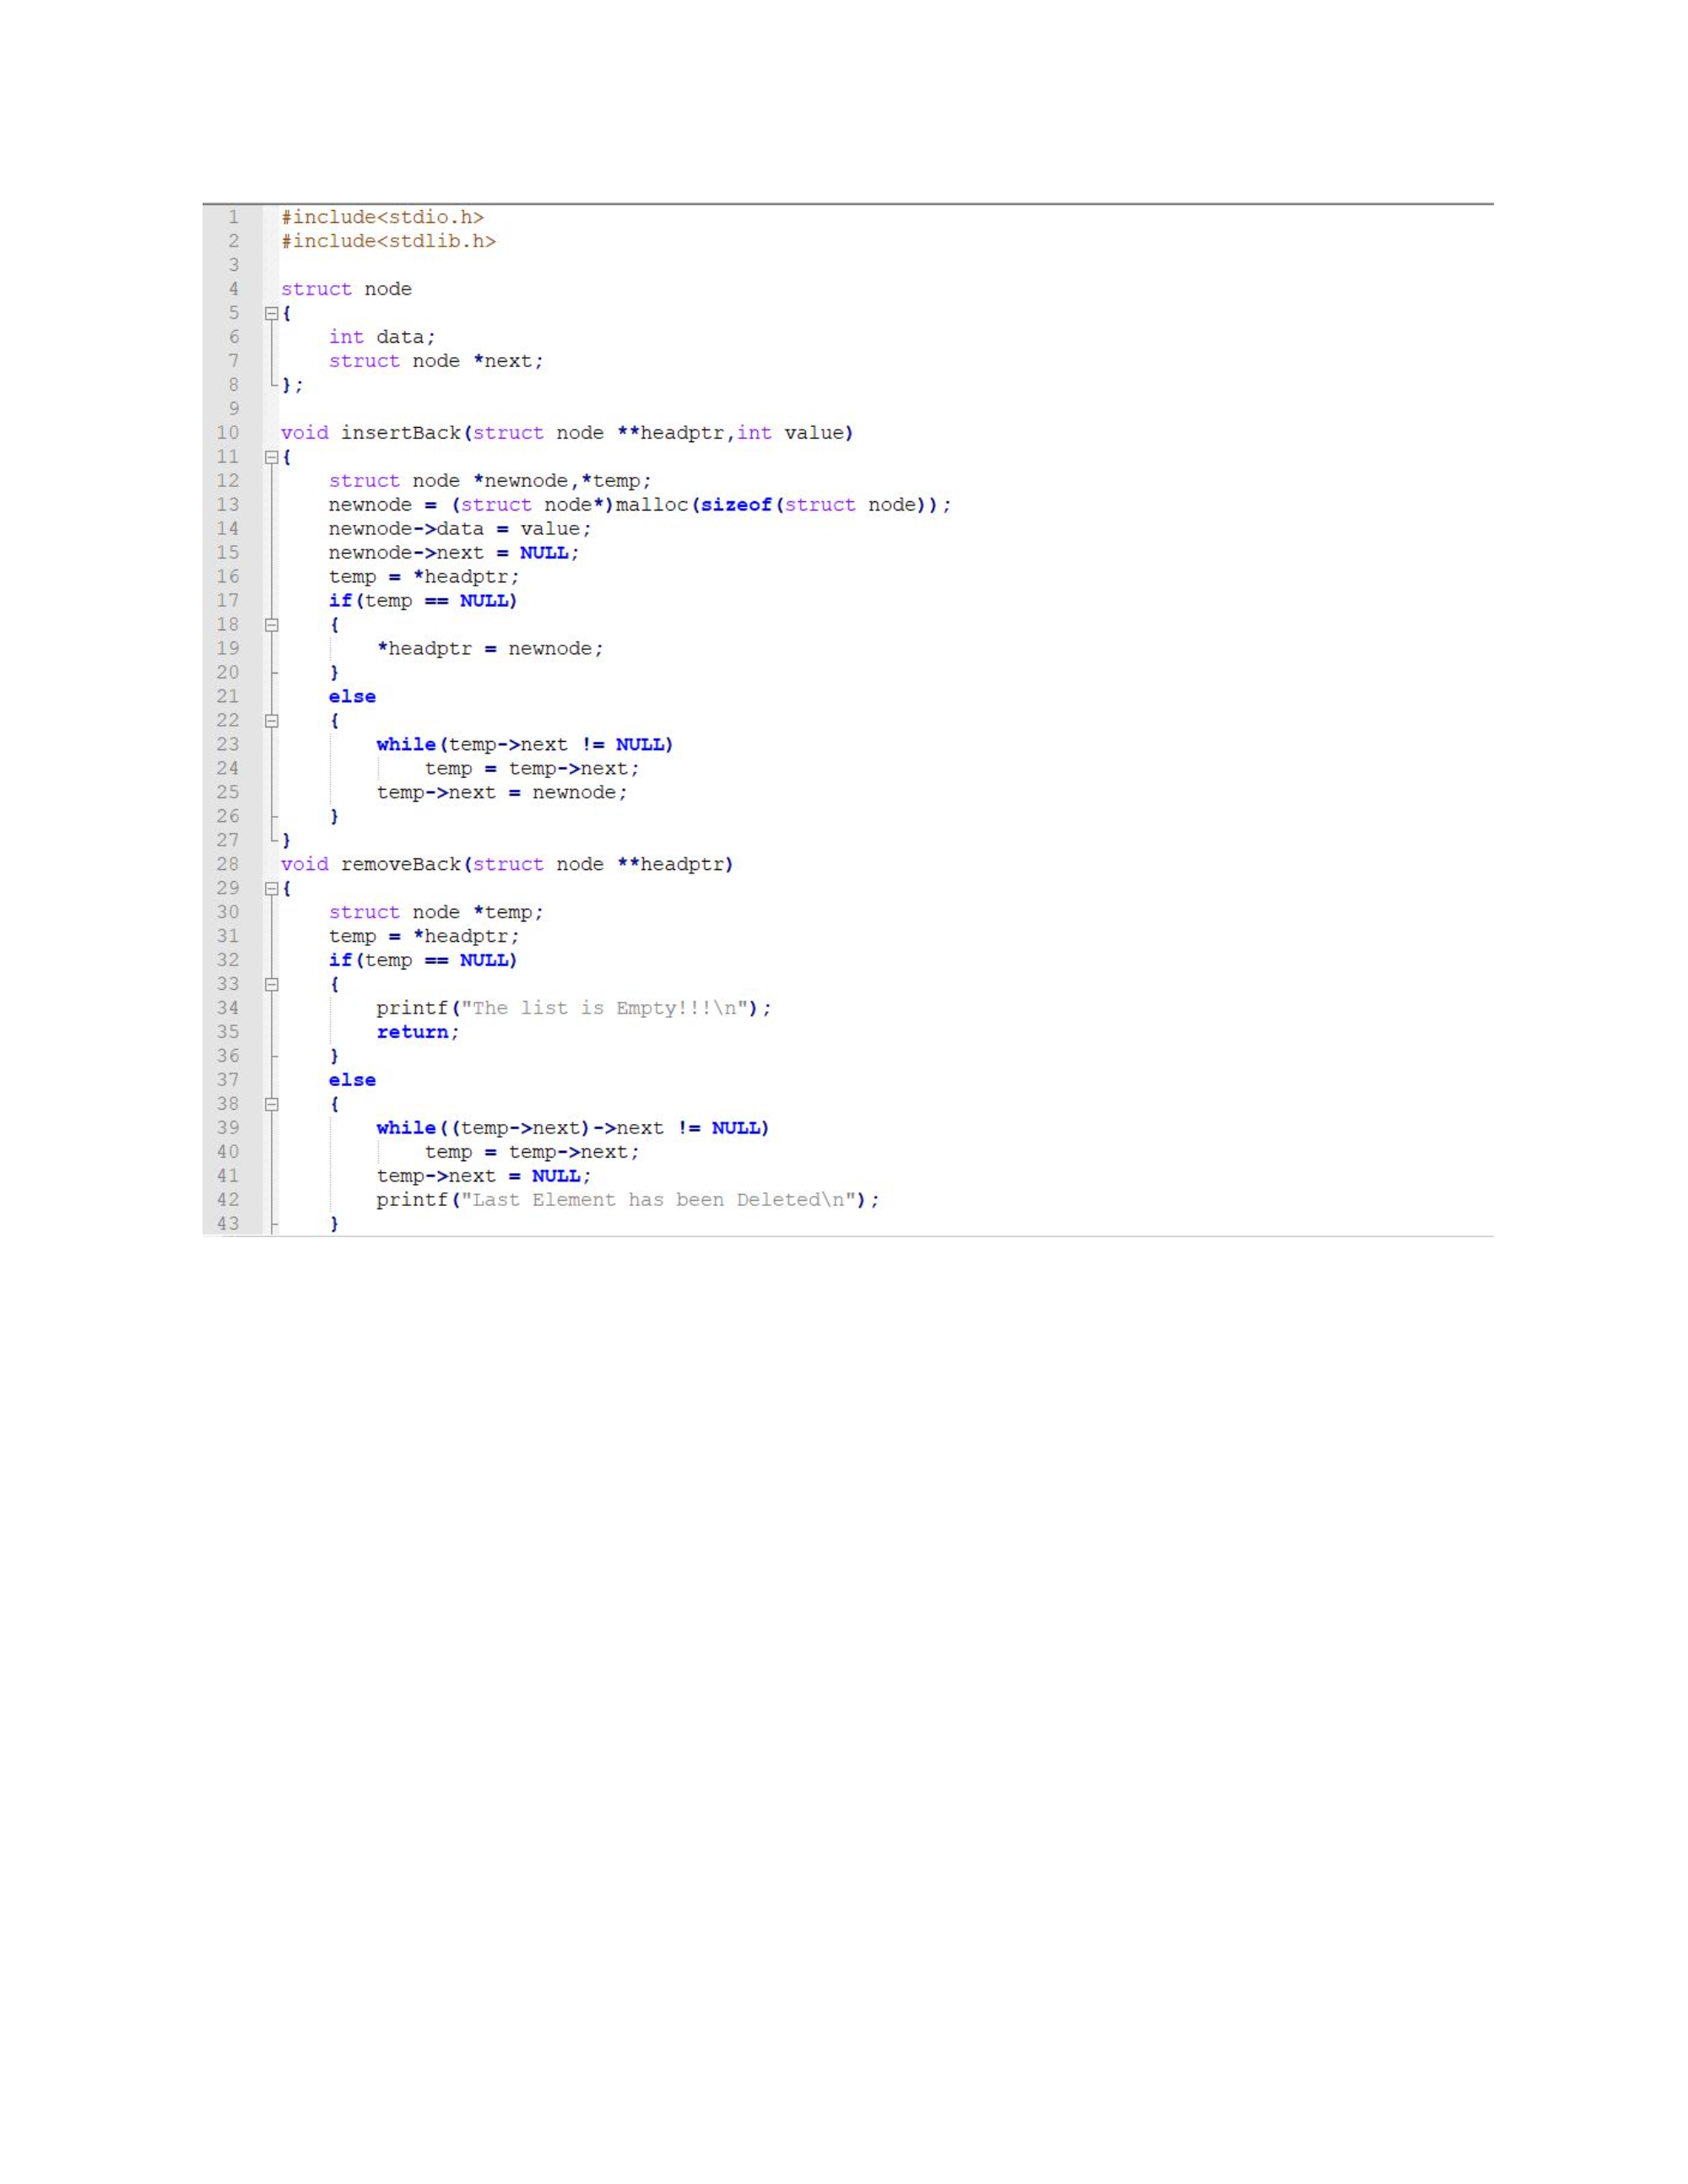 1 #include<stdio.h>
2 #include<stdlib.h>
3
4 struct node
5 {
6     int data;
7     struct node *next;
8 };
9
10 void insertBack(struct node **headptr,int value)
11 {
12     struct node *newnode,*temp;
13     newnode = (struct node*)malloc(sizeof(struct node));
14     newnode->data = value;
15     newnode->next = NULL;
16     temp = *headptr;
17     if(temp == NULL)
18     {
19         *headptr = newnode;
20     }
21     else
22     {
23         while(temp->next != NULL)
24             temp = temp->next;
25         temp->next = newnode;
26     }
27 }
28 void removeBack(struct node **headptr)
29 {
30     struct node *temp;
31     temp = *headptr;
32     if(temp == NULL)
33     {
34         printf("The list is Empty!!!\n");
35         return;
36     }
37     else
38     {
39         while((temp->next)->next != NULL)
40             temp = temp->next;
41         temp->next = NULL;
42         printf("Last Element has been Deleted\n");
43     }